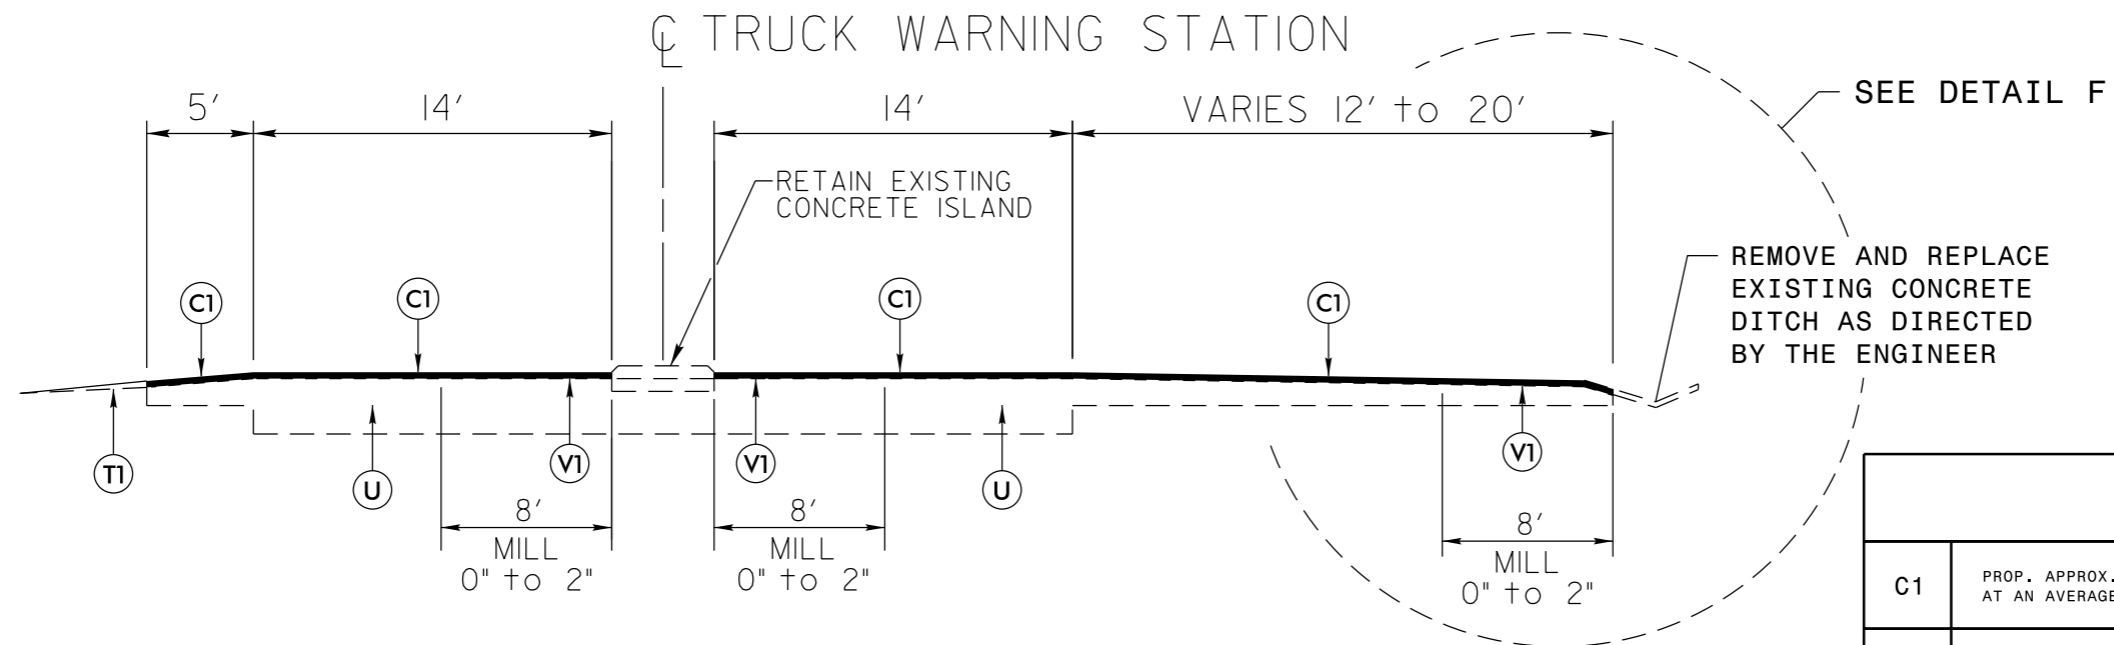 ℄ TRUCK WARNING STATION
5' 14' 14' VARIES 12' to 20'
SEE DETAIL F
RETAIN EXISTING
CONCRETE ISLAND
REMOVE AND REPLACE
EXISTING CONCRETE
DITCH AS DIRECTED
BY THE ENGINEER
C1 C1 C1 C1
T1 U V1 V1 U V1
8'
MILL
0" to 2"
8'
MILL
0" to 2"
8'
MILL
0" to 2"
C1 PROP. APPROX.
AT AN AVERAGE